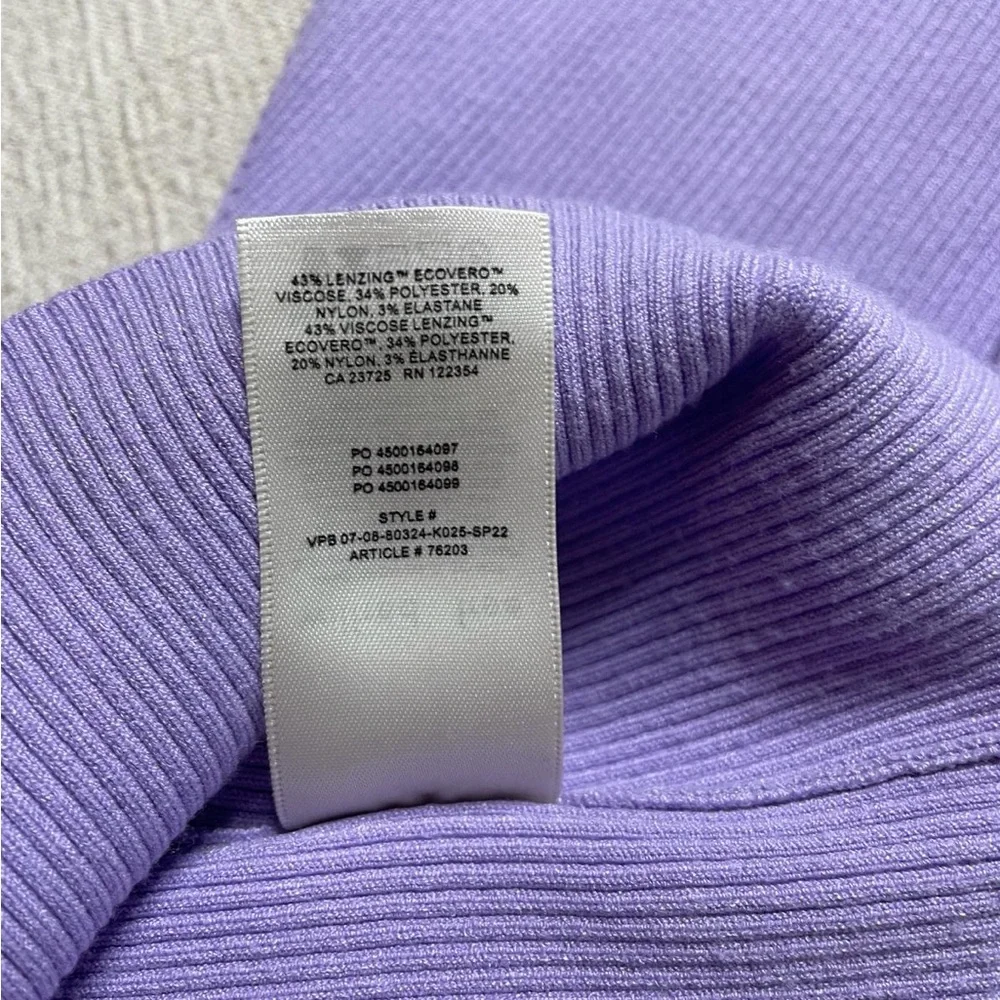 43% LENZING™ ECOVERO™
VISCOSE, 34% POLYESTER, 20%
NYLON, 3% ELASTANE
43% VISCOSE LENZING™
ECOVERO™, 34% POLYESTER,
20% NYLON, 3% ÉLASTHANNE
CA 23725 RN 122354
PO 4500164097
PO 4500164098
PO 4500164099
STYLE #
VPB 07-08-80324-K025-SP22
ARTICLE # 76203